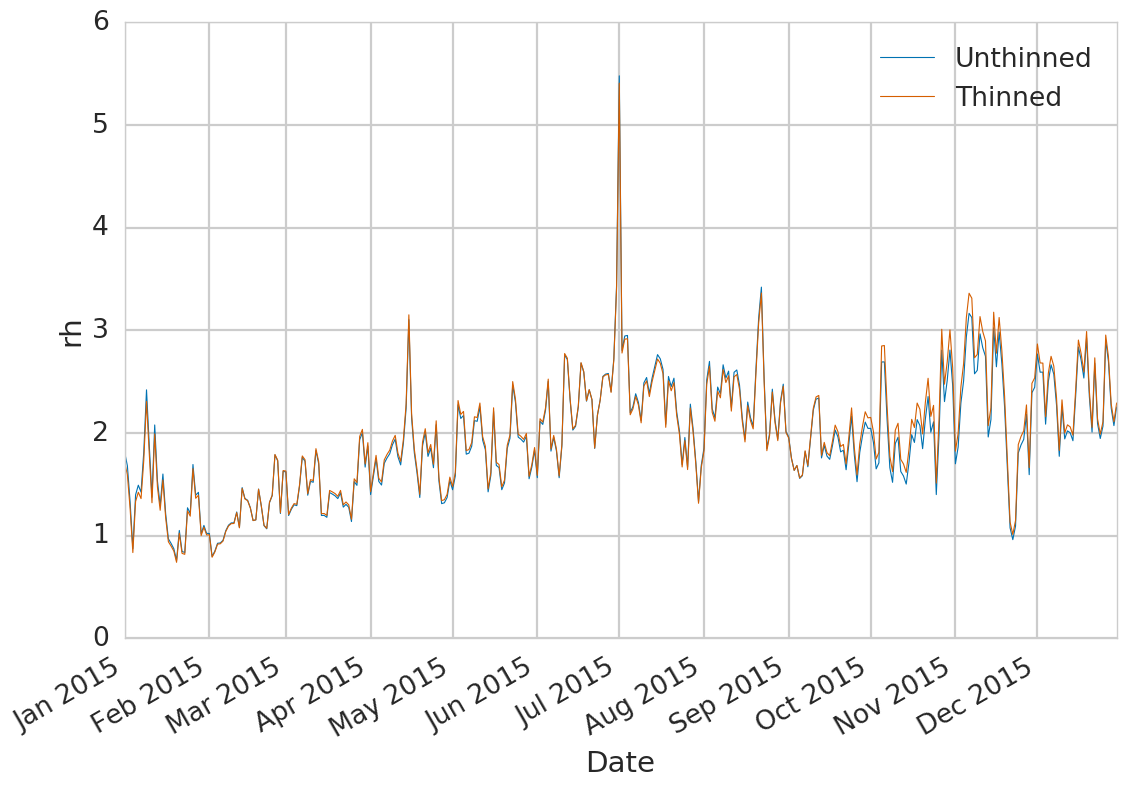 6
5
4
3
2
1
0
rh
Unthinned
Thinned
Jan 2015
Feb 2015
Mar 2015
Apr 2015
May 2015
Jun 2015
Jul 2015
Aug 2015
Sep 2015
Oct 2015
Nov 2015
Dec 2015
Date